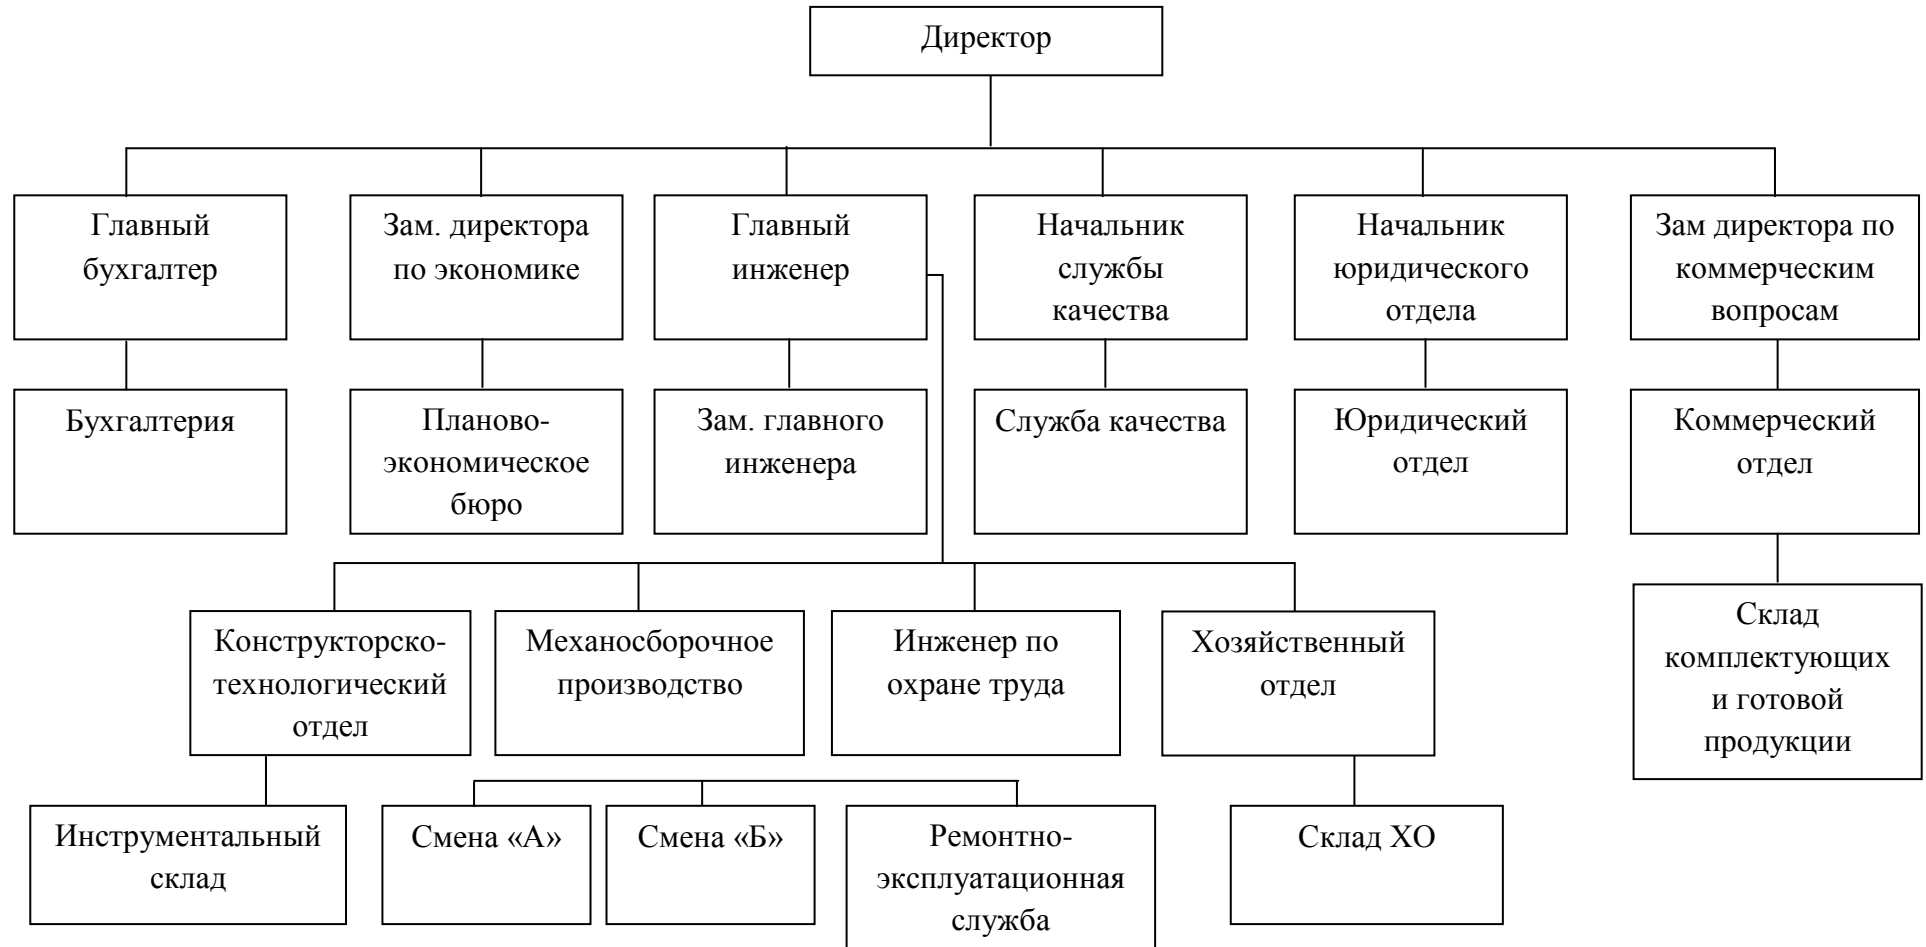 Директор
Главный
бухгалтер
Зам. директора
по экономике
Главный
инженер
Начальник
службы
качества
Начальник
юридического
отдела
Зам директора по
коммерческим
вопросам
Бухгалтерия
Планово-
экономическое
бюро
Зам. главного
инженера
Служба качества
Юридический
отдел
Коммерческий
отдел
Конструкторско-
технологический
отдел
Механосборочное
производство
Инженер по
охране труда
Хозяйственный
отдел
Склад
комплектующих
и готовой
продукции
Инструментальный
склад
Смена «А»
Смена «Б»
Ремонтно-
эксплуатационная
служба
Склад ХО